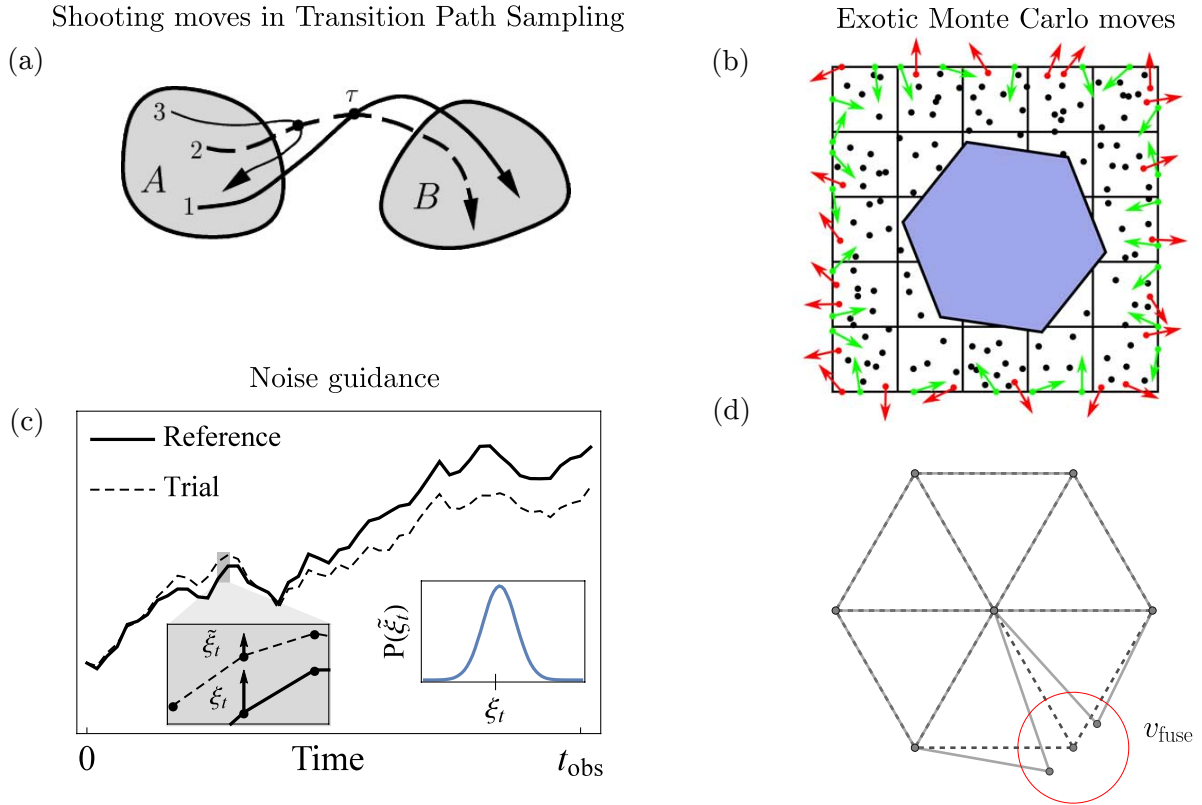 Shooting moves in Transition Path Sampling
Exotic Monte Carlo moves
(a)
(b)
τ
3
2
A
1
B
Noise guidance
(c)
(d)
Reference
Trial
ξ̃t
ξt
P(ξ̃t)
ξt
0
Time
tobs
vfuse